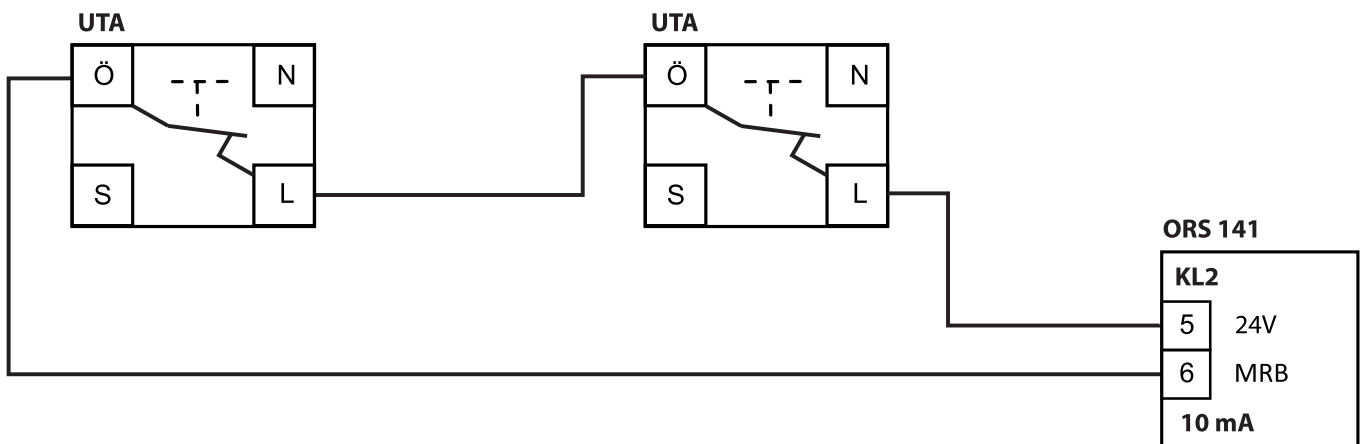 UTA
Ö N
S L
UTA
Ö N
S L
ORS 141
KL2
5 24V
6 MRB
10 mA